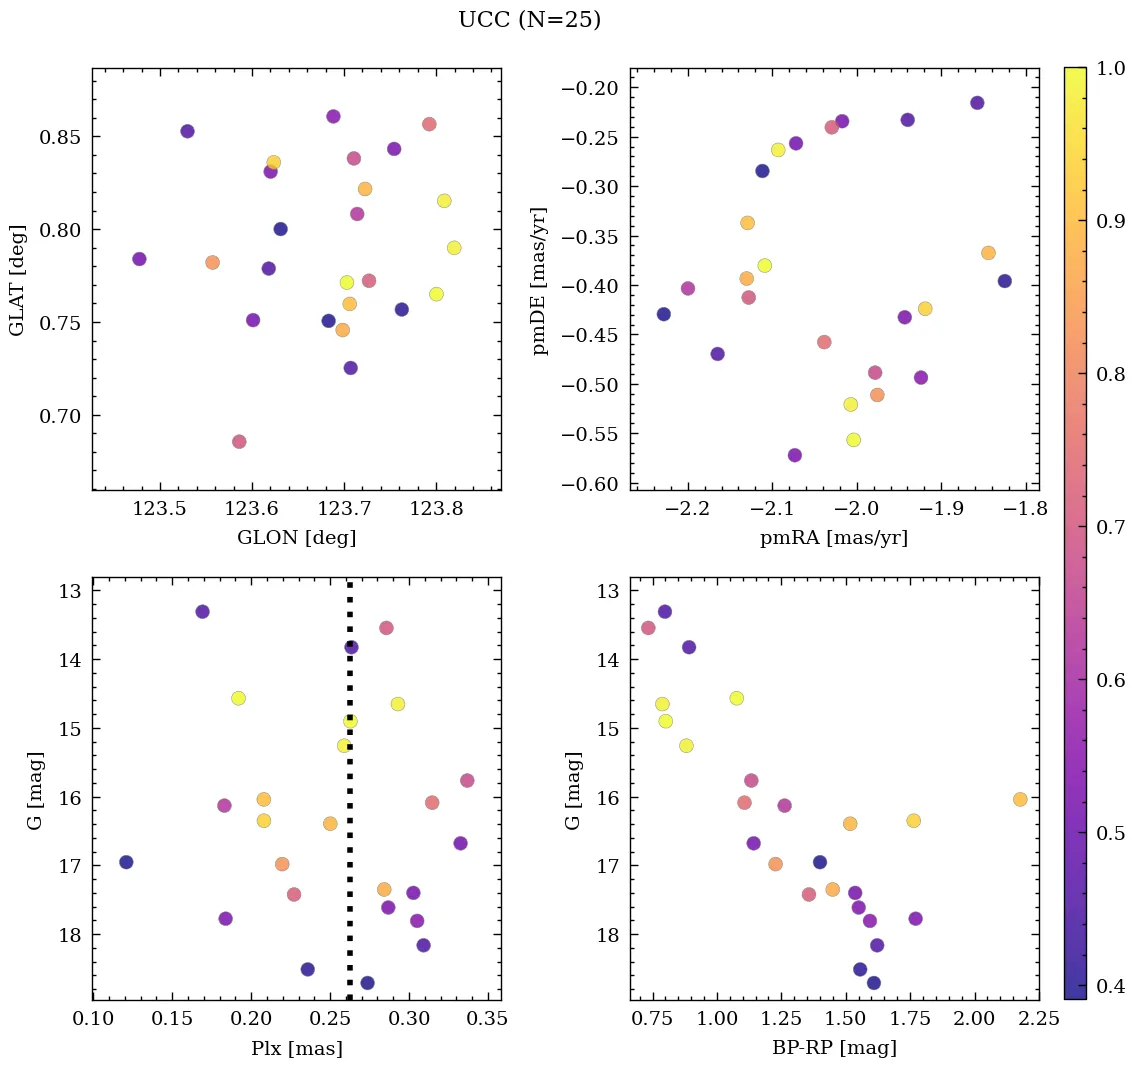 UCC (N=25)
0.85
0.80
0.75
0.70
GLAT [deg]
123.5 123.6 123.7 123.8
GLON [deg]
−0.20
−0.25
−0.30
−0.35
−0.40
−0.45
−0.50
−0.55
−0.60
pmDE [mas/yr]
−2.2 −2.1 −2.0 −1.9 −1.8
pmRA [mas/yr]
13
14
15
16
17
18
G [mag]
0.10 0.15 0.20 0.25 0.30 0.35
Plx [mas]
13
14
15
16
17
18
G [mag]
0.75 1.00 1.25 1.50 1.75 2.00 2.25
BP-RP [mag]
1.0
0.9
0.8
0.7
0.6
0.5
0.4